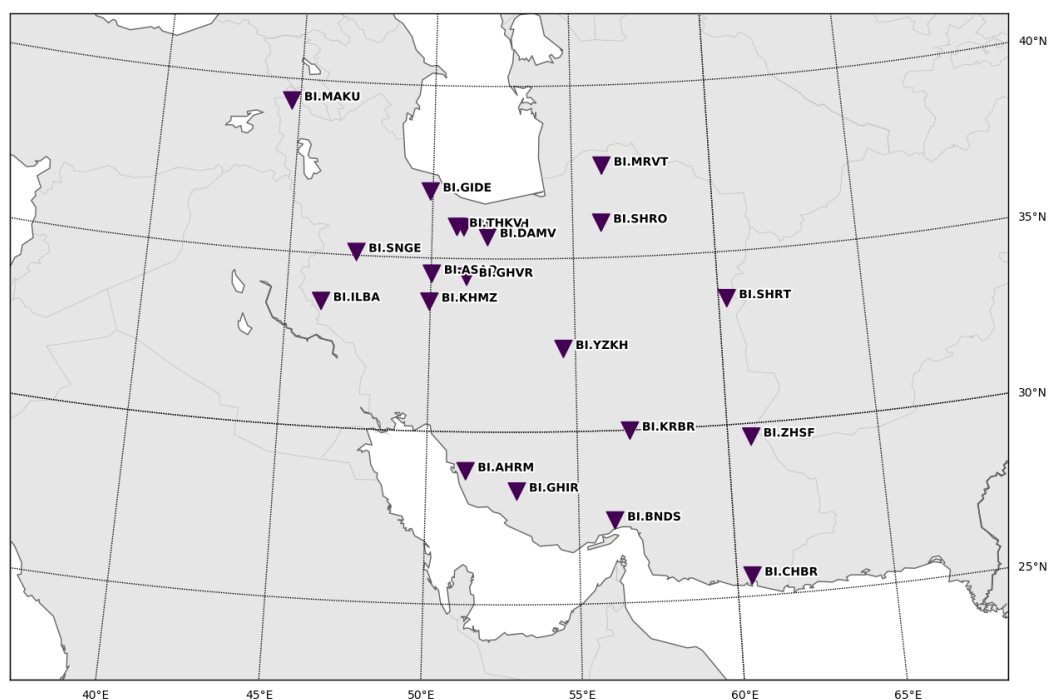 40°N
BI.MAKU
BI.MRVT
BI.GIDE
35°N
BI.SHRO
BI.THKV
BI.DAMV
BI.SNGE
BI.GHVR
BI.ILBA
BI.KHMZ
BI.SHRT
BI.YZKH
30°N
BI.KRBR
BI.ZHSF
BI.AHRM
BI.GHIR
BI.BNDS
25°N
BI.CHBR
40°E 45°E 50°E 55°E 60°E 65°E